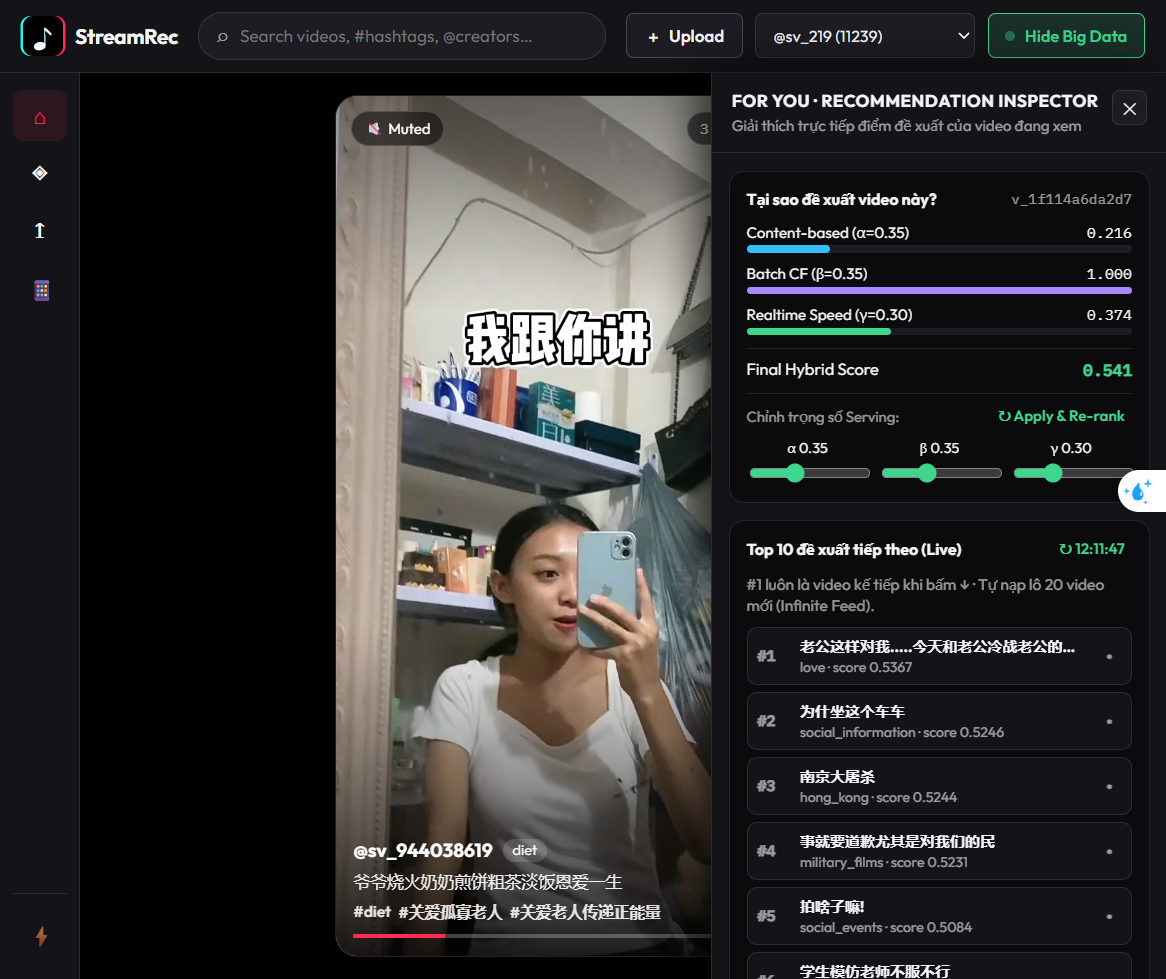 StreamRec
Search videos, #hashtags, @creators...
+ Upload
@sv_219 (11239)
Hide Big Data
Muted
3
我跟你讲
@sv_944038619 diet
爷爷烧火奶奶煎饼粗茶淡饭恩爱一生
#diet #关爱孤寡老人 #关爱老人传递正能量
FOR YOU · RECOMMENDATION INSPECTOR
Giải thích trực tiếp điểm đề xuất của video đang xem
Tại sao đề xuất video này?
v_1f114a6da2d7
Content-based (α=0.35)
0.216
Batch CF (β=0.35)
1.000
Realtime Speed (γ=0.30)
0.374
Final Hybrid Score
0.541
Chỉnh trọng số Serving:
↻ Apply & Re-rank
α 0.35
β 0.35
γ 0.30
Top 10 đề xuất tiếp theo (Live)
↻ 12:11:47
#1 luôn là video kế tiếp khi bấm ↓ · Tự nạp lô 20 video
mới (Infinite Feed).
#1
老公这样对我.....今天和老公冷战老公的...
love · score 0.5367
#2
为什坐这个车车
social_information · score 0.5246
#3
南京大屠杀
hong_kong · score 0.5244
#4
事就要道歉尤其是对我们的民
military_films · score 0.5231
#5
拍啥子嘛!
social_events · score 0.5084
学生模仿老师不服不行